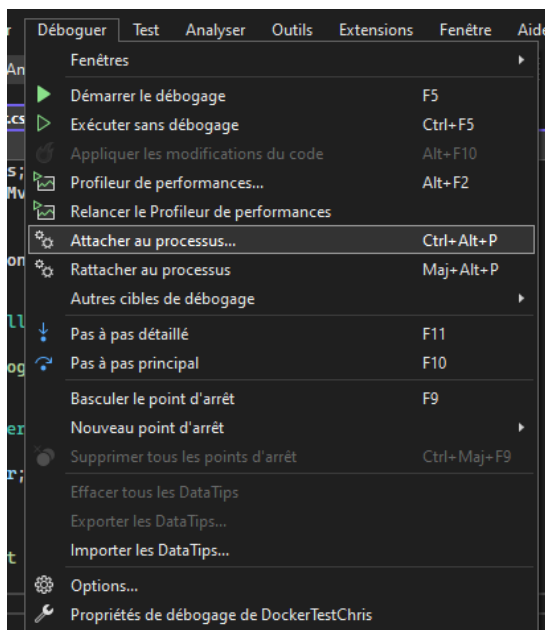 Déboguer Test Analyser Outils Extensions Fenêtre Aide
Fenêtres
Démarrer le débogage F5
Exécuter sans débogage Ctrl+F5
Appliquer les modifications du code Alt+F10
Profileur de performances... Alt+F2
Relancer le Profileur de performances
Attacher au processus... Ctrl+Alt+P
Rattacher au processus Maj+Alt+P
Autres cibles de débogage
Pas à pas détaillé F11
Pas à pas principal F10
Basculer le point d'arrêt F9
Nouveau point d'arrêt
Supprimer tous les points d'arrêt Ctrl+Maj+F9
Effacer tous les DataTips
Exporter les DataTips...
Importer les DataTips...
Options...
Propriétés de débogage de DockerTestChris